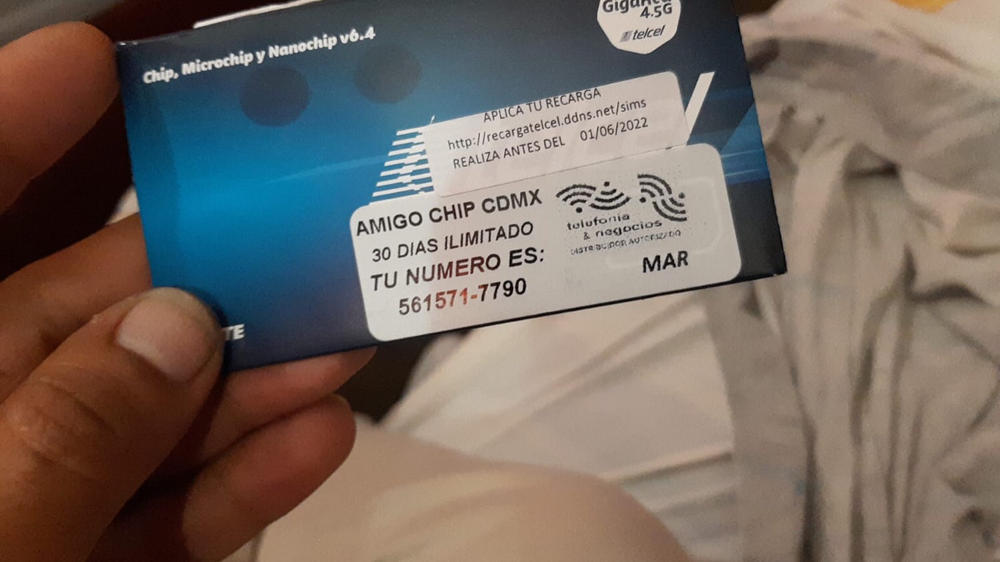 Chip, Microchip y Nanochip v6.4
4.5G
telcel
APLICA TU RECARGA
http://recargatelcel.ddns.net/sims
REALIZA ANTES DEL 01/06/2022
AMIGO CHIP CDMX
30 DIAS ILIMITADO
TU NUMERO ES:
561571-7790
telefonia
& negocios
DISTRIBUIDOR AUTORIZADO
MAR
TE